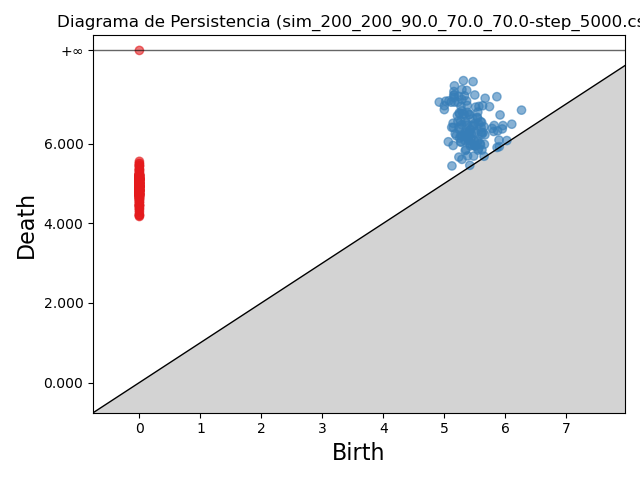 Diagrama de Persistencia (sim_200_200_90.0_70.0_70.0-step_5000.cs
+∞
6.000
4.000
2.000
0.000
Death
0 1 2 3 4 5 6 7
Birth